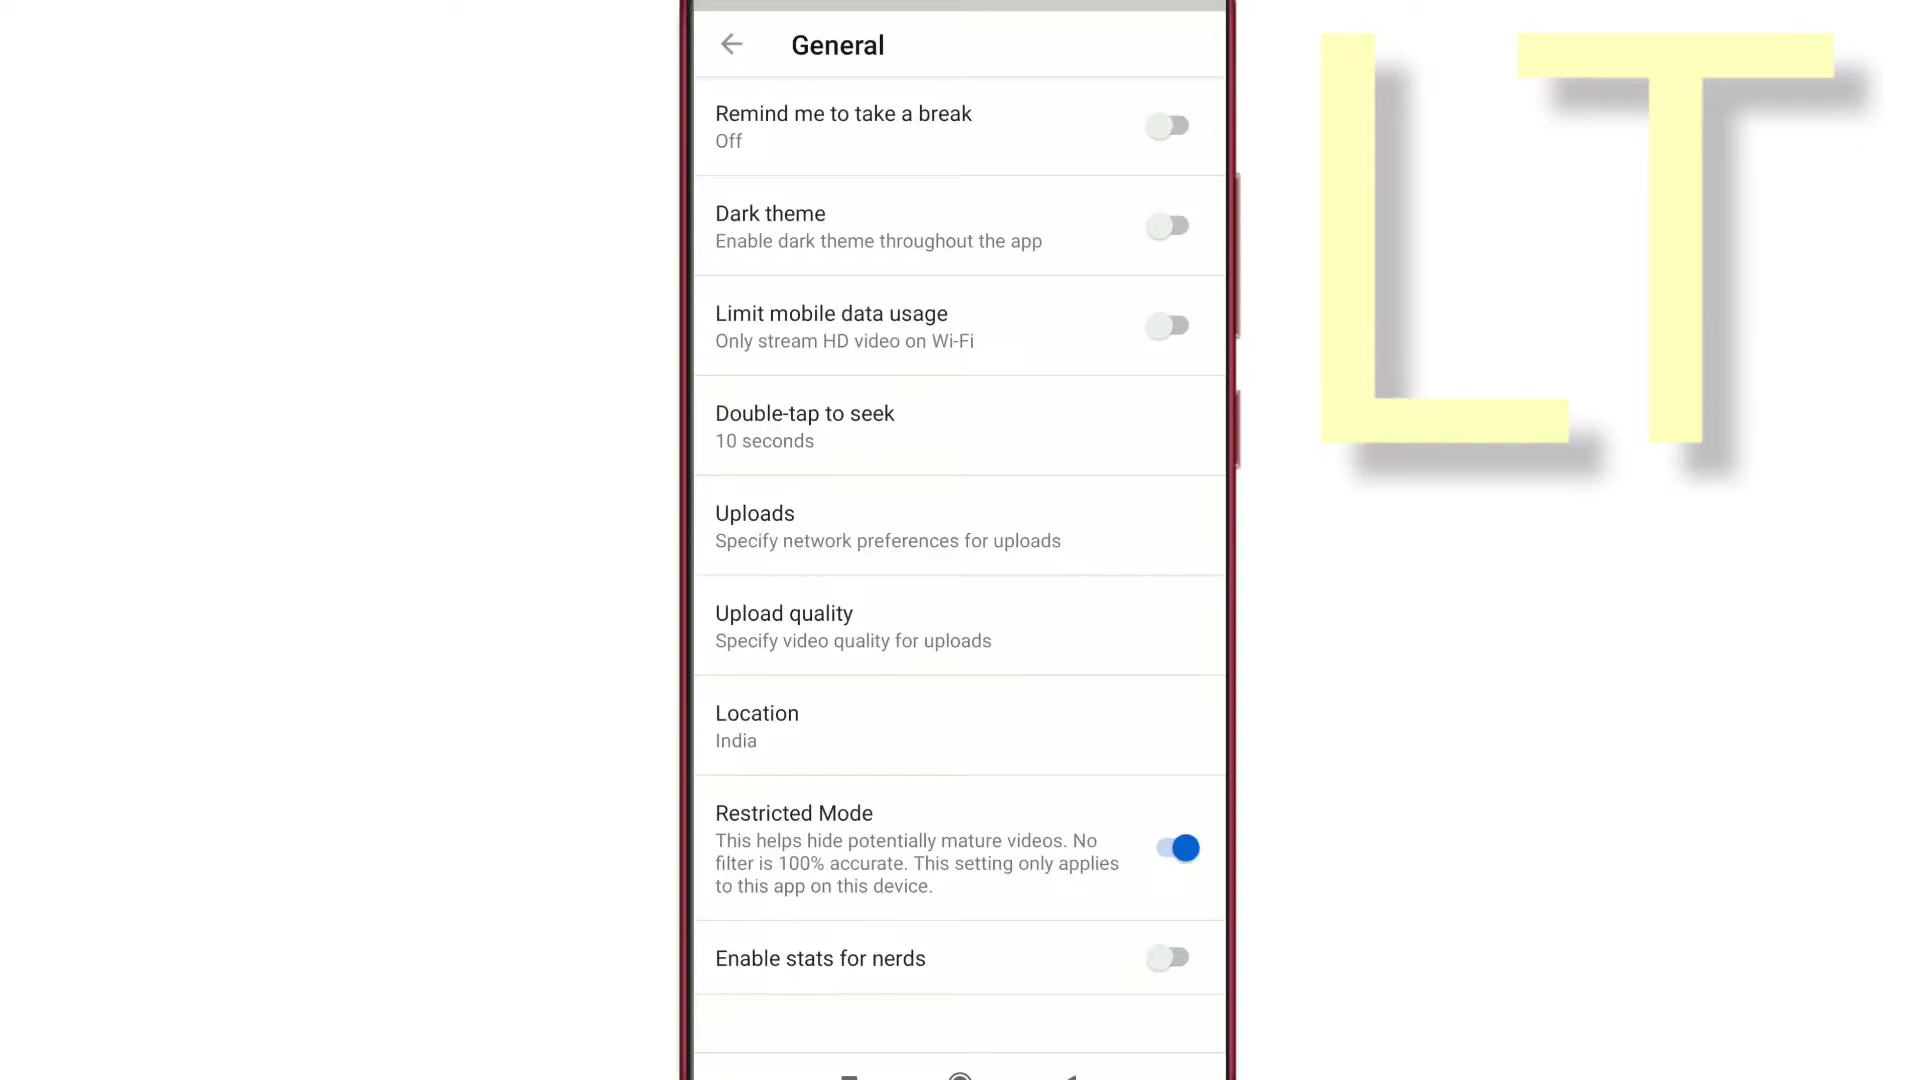 General
LT
Remind me to take a break
Off
Dark theme
Enable dark theme throughout the app
Limit mobile data usage
Only stream HD video on Wi-Fi
Double-tap to seek
10 seconds
Uploads
Specify network preferences for uploads
Upload quality
Specify video quality for uploads
Location
India
Restricted Mode
This helps hide potentially mature videos. No
filter is 100% accurate. This setting only applies
to this app on this device.
Enable stats for nerds